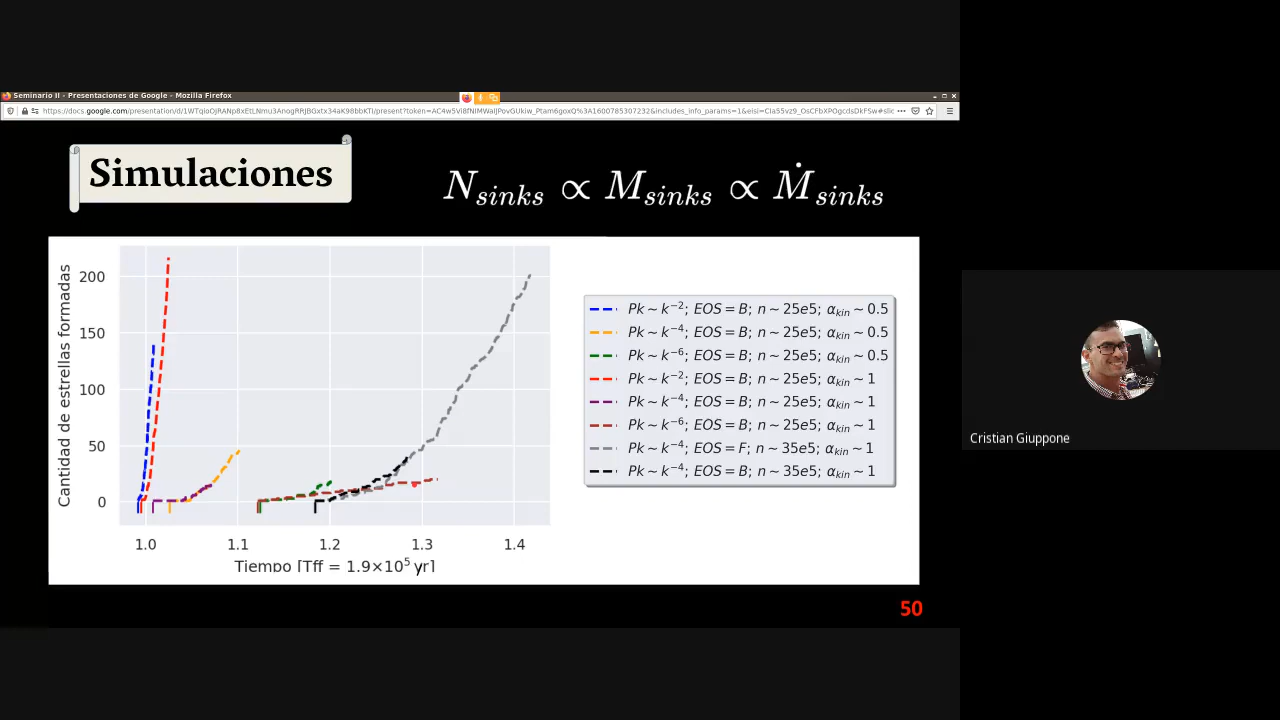 Seminario II - Presentaciones de Google - Mozilla Firefox
Simulaciones
N_sinks ∝ M_sinks ∝ Ṁ_sinks
Cantidad de estrellas formadas
200
150
100
50
0
1.0 1.1 1.2 1.3 1.4
Tiempo [Tff = 1.9×10⁵ yr]
Pk ~ k⁻²; EOS = B; n ~ 25e5; α_kin ~ 0.5
Pk ~ k⁻⁴; EOS = B; n ~ 25e5; α_kin ~ 0.5
Pk ~ k⁻⁶; EOS = B; n ~ 25e5; α_kin ~ 0.5
Pk ~ k⁻²; EOS = B; n ~ 25e5; α_kin ~ 1
Pk ~ k⁻⁴; EOS = B; n ~ 25e5; α_kin ~ 1
Pk ~ k⁻⁶; EOS = B; n ~ 25e5; α_kin ~ 1
Pk ~ k⁻⁴; EOS = F; n ~ 35e5; α_kin ~ 1
Pk ~ k⁻⁴; EOS = B; n ~ 35e5; α_kin ~ 1
50
Cristian Giuppone